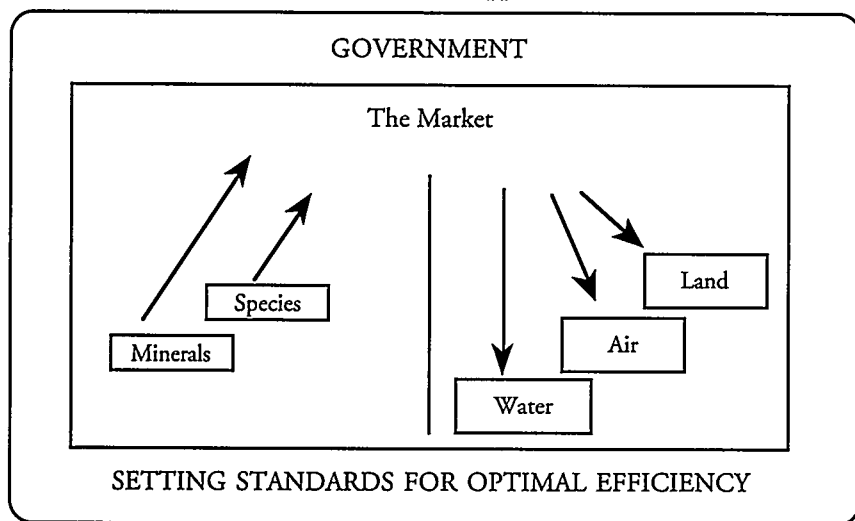 GOVERNMENT
The Market
Species
Minerals
Land
Air
Water
SETTING STANDARDS FOR OPTIMAL EFFICIENCY